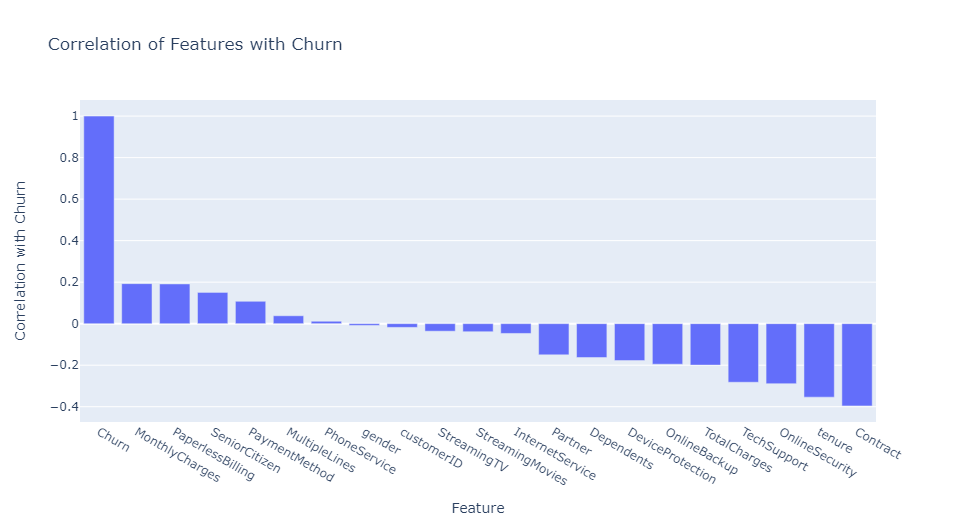 Correlation of Features with Churn
Correlation with Churn
1
0.8
0.6
0.4
0.2
0
−0.2
−0.4
Churn
MonthlyCharges
PaperlessBilling
SeniorCitizen
PaymentMethod
MultipleLines
PhoneService
gender
customerID
StreamingTV
StreamingMovies
InternetService
Partner
Dependents
DeviceProtection
OnlineBackup
TotalCharges
TechSupport
OnlineSecurity
tenure
Contract
Feature